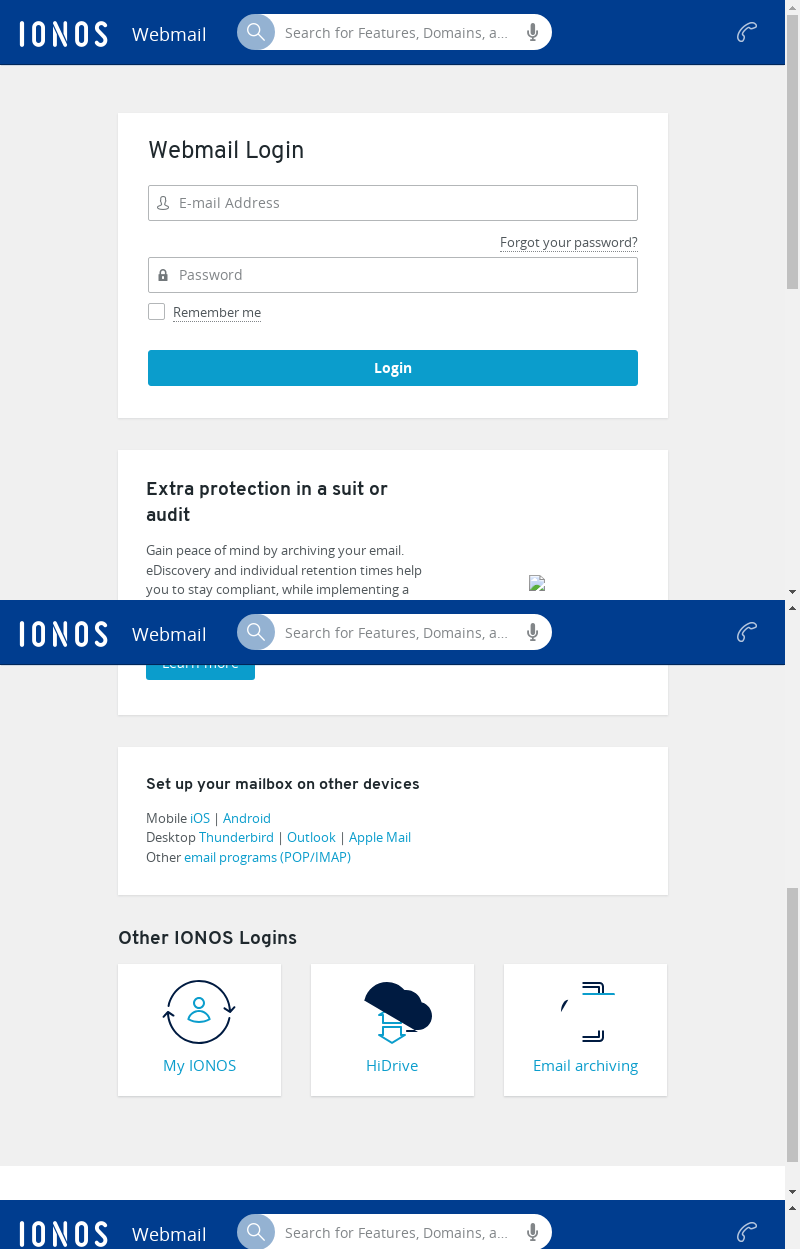 IONOS Webmail Search for Features, Domains, a...
Webmail Login
E-mail Address
Forgot your password?
Password
Remember me
Login
Extra protection in a suit or
audit
Gain peace of mind by archiving your email.
eDiscovery and individual retention times help
you to stay compliant, while implementing a
IONOS Webmail Search for Features, Domains, a...
Learn more
Set up your mailbox on other devices
Mobile iOS | Android
Desktop Thunderbird | Outlook | Apple Mail
Other email programs (POP/IMAP)
Other IONOS Logins
My IONOS HiDrive Email archiving
IONOS Webmail Search for Features, Domains, a...